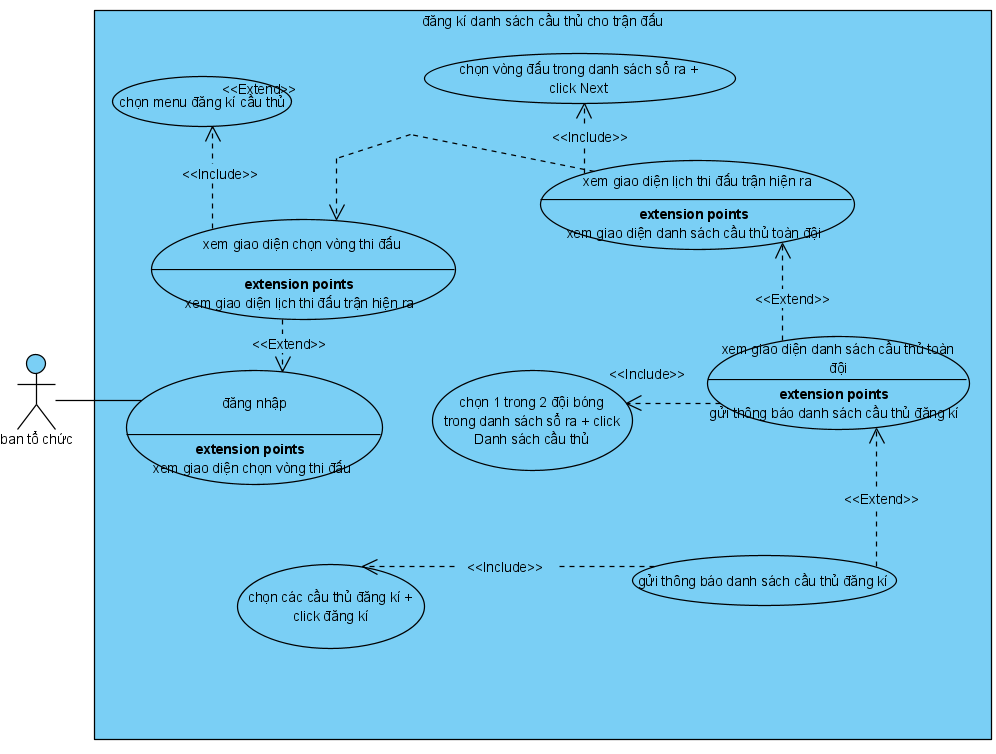 đăng kí danh sách cầu thủ cho trận đấu
chọn vòng đấu trong danh sách sổ ra +
click Next
<<Extend>>
chọn menu đăng kí cầu thủ
<<Include>>
<<Include>>
xem giao diện lịch thi đấu trận hiện ra
extension points
xem giao diện danh sách cầu thủ toàn đội
xem giao diện chọn vòng thi đấu
extension points
xem giao diện lịch thi đấu trận hiện ra
<<Extend>>
<<Extend>>
xem giao diện danh sách cầu thủ toàn
đội
extension points
gửi thông báo danh sách cầu thủ đăng kí
<<Include>>
chọn 1 trong 2 đội bóng
trong danh sách sổ ra + click
Danh sách cầu thủ
đăng nhập
extension points
xem giao diện chọn vòng thi đấu
ban tổ chức
<<Extend>>
<<Include>>
gửi thông báo danh sách cầu thủ đăng kí
chọn các cầu thủ đăng kí +
click đăng kí